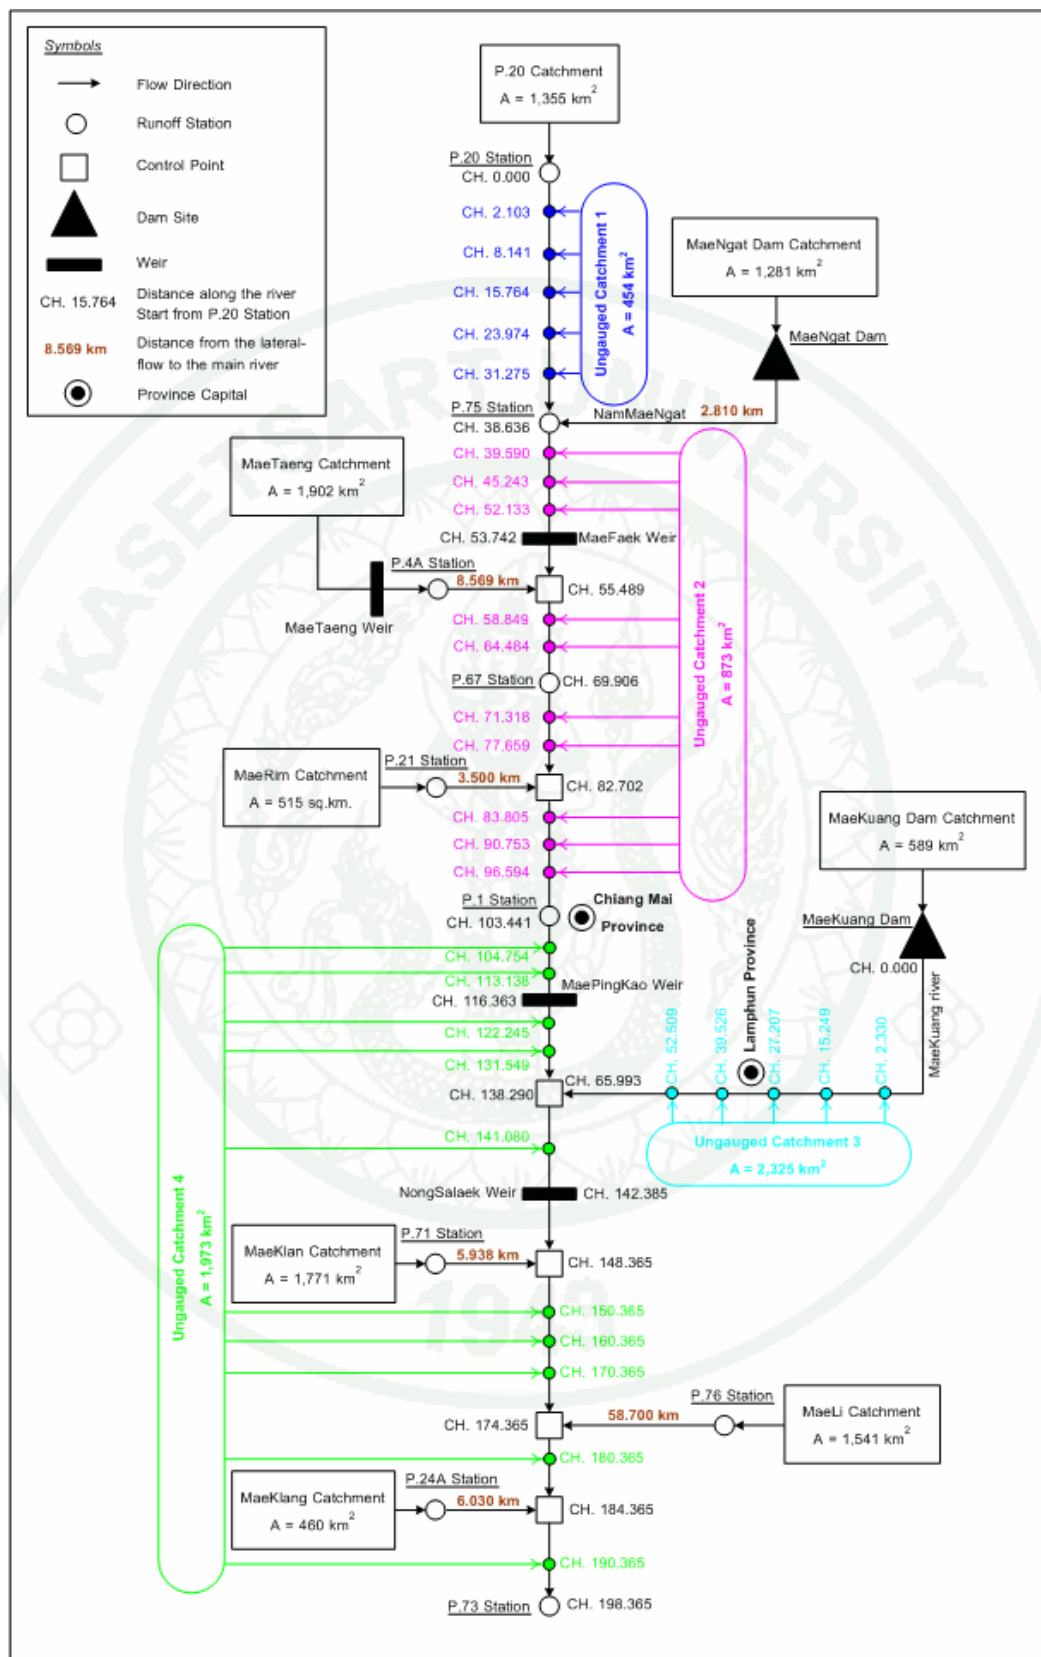 Symbols
Flow Direction
Runoff Station
Control Point
Dam Site
Weir
CH. 15.764
Distance along the river
Start from P.20 Station
8.569 km
Distance from the lateral-
flow to the main river
Province Capital
P.20 Catchment
A = 1,355 km²
P.20 Station
CH. 0.000
CH. 2.103
CH. 8.141
CH. 15.764
CH. 23.974
CH. 31.275
Ungauged Catchment 1
A = 454 km²
MaeNgat Dam Catchment
A = 1,281 km²
MaeNgat Dam
NamMaeNgat
2.810 km
P.75 Station
CH. 38.636
CH. 39.590
CH. 45.243
CH. 52.133
CH. 53.742
MaeFaek Weir
MaeTaeng Catchment
A = 1,902 km²
P.4A Station
8.569 km
CH. 55.489
MaeTaeng Weir
CH. 58.849
CH. 64.484
P.67 Station
CH. 69.906
CH. 71.318
CH. 77.659
Ungauged Catchment 2
A = 873 km²
MaeRim Catchment
A = 515 sq.km.
P.21 Station
3.500 km
CH. 82.702
CH. 83.805
CH. 90.753
CH. 96.594
P.1 Station
CH. 103.441
Chiang Mai
Province
MaeKuang Dam Catchment
A = 589 km²
MaeKuang Dam
CH. 0.000
MaeKuang river
Lamphun Province
CH. 104.754
CH. 113.138
MaePingKao Weir
CH. 116.363
CH. 122.245
CH. 131.549
CH. 138.290
CH. 65.993
CH. 52.509
CH. 39.526
CH. 27.207
CH. 15.249
CH. 2.330
Ungauged Catchment 3
A = 2,325 km²
CH. 141.080
NongSalaek Weir
CH. 142.385
Ungauged Catchment 4
A = 1,973 km²
MaeKlan Catchment
A = 1,771 km²
P.71 Station
5.938 km
CH. 148.365
CH. 150.365
CH. 160.365
CH. 170.365
CH. 174.365
58.700 km
P.76 Station
MaeLi Catchment
A = 1,541 km²
CH. 180.365
MaeKlang Catchment
A = 460 km²
P.24A Station
6.030 km
CH. 184.365
CH. 190.365
P.73 Station
CH. 198.365
KASETSART UNIVERSITY
1943